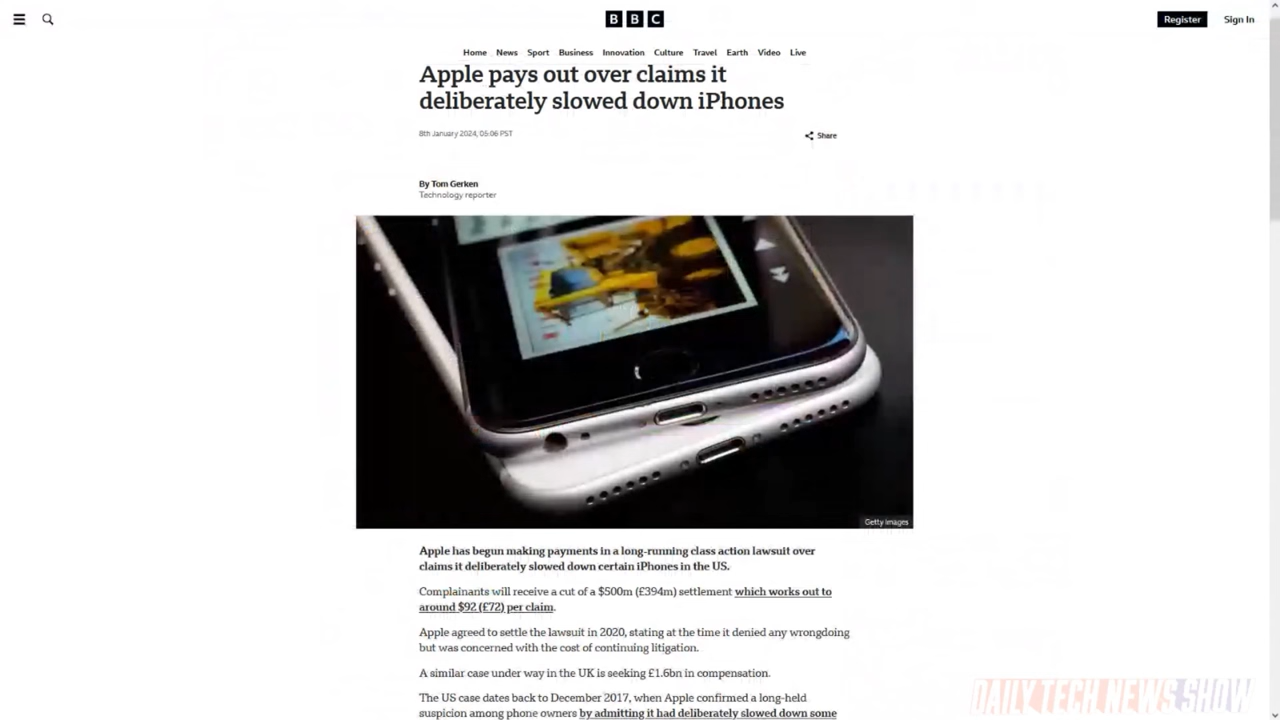 BBC
Register
Sign In
Home News Sport Business Innovation Culture Travel Earth Video Live
Apple pays out over claims it
deliberately slowed down iPhones
8th January 2024, 05:06 PST
Share
By Tom Gerken
Technology reporter
Getty Images
Apple has begun making payments in a long-running class action lawsuit over
claims it deliberately slowed down certain iPhones in the US.
Complainants will receive a cut of a $500m (£394m) settlement which works out to
around $92 (£72) per claim.
Apple agreed to settle the lawsuit in 2020, stating at the time it denied any wrongdoing
but was concerned with the cost of continuing litigation.
A similar case under way in the UK is seeking £1.6bn in compensation.
The US case dates back to December 2017, when Apple confirmed a long-held
suspicion among phone owners by admitting it had deliberately slowed down some
DAILY TECH NEWS SHOW